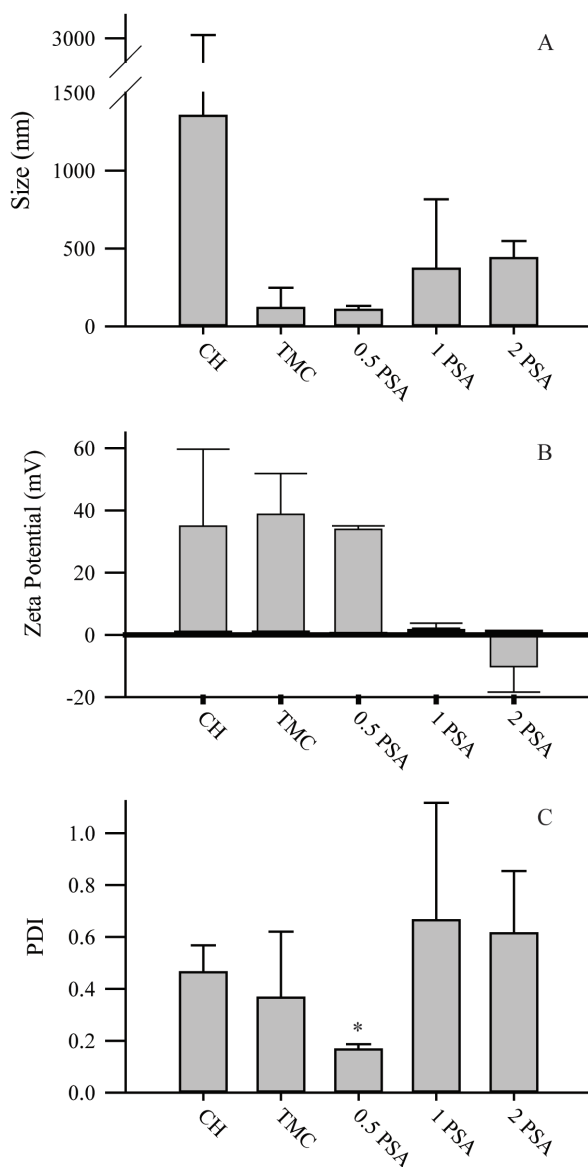 A
Size (nm)
3000
1500
1000
500
0
CH
TMC
0.5 PSA
1 PSA
2 PSA
B
Zeta Potential (mV)
60
40
20
0
-20
CH
TMC
0.5 PSA
1 PSA
2 PSA
C
PDI
1.0
0.8
0.6
0.4
0.2
0.0
*
CH
TMC
0.5 PSA
1 PSA
2 PSA